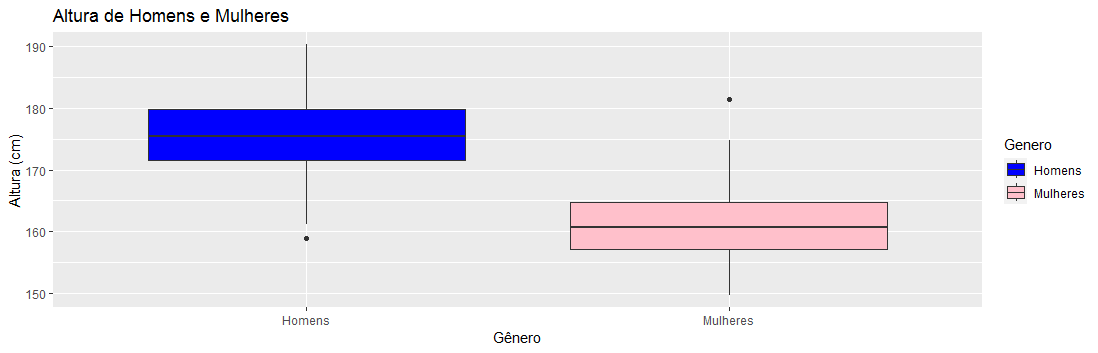 Altura de Homens e Mulheres
Altura (cm)
190
180
170
160
150
Homens
Mulheres
Gênero
Genero
Homens
Mulheres